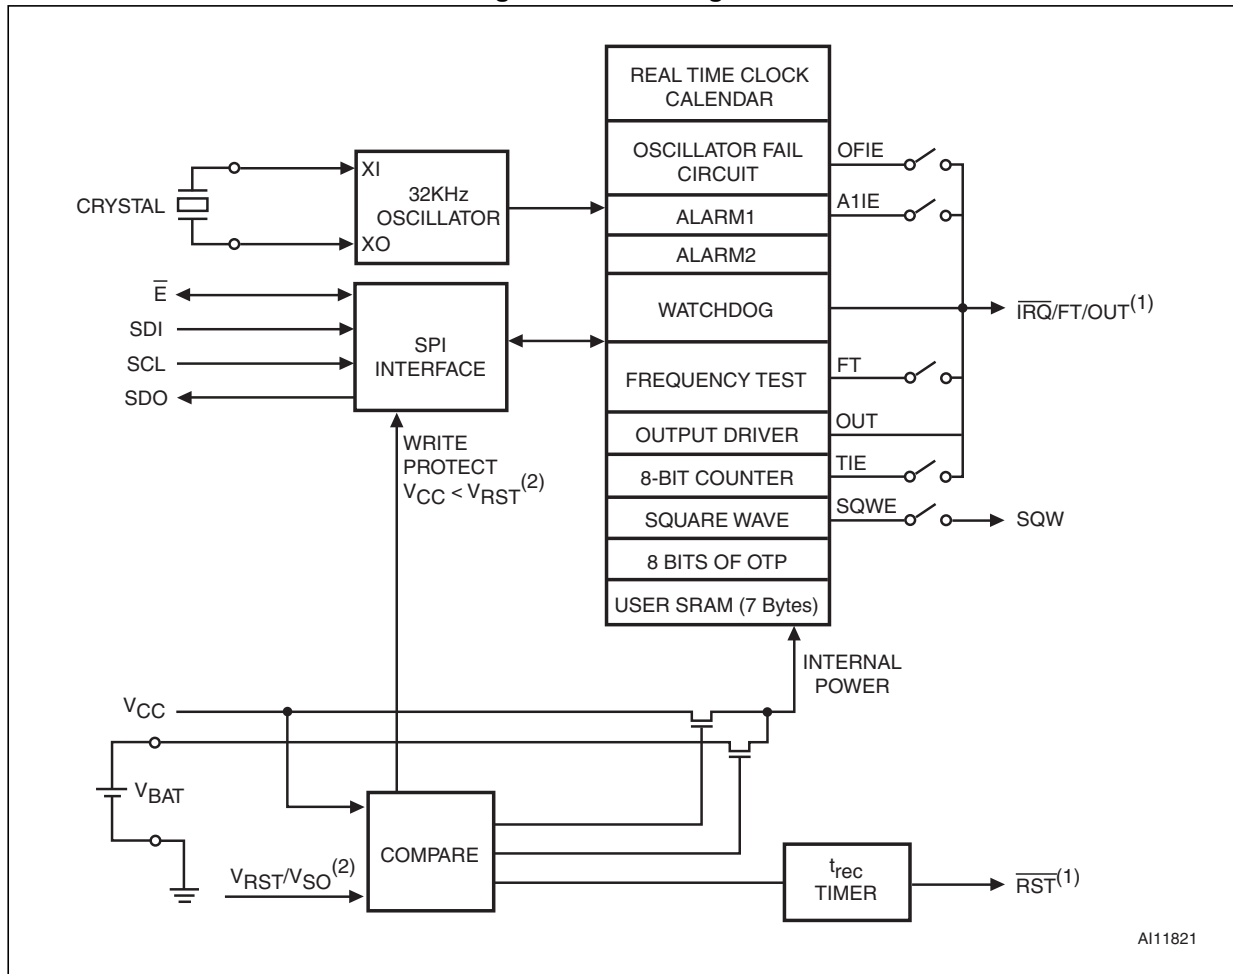 REAL TIME CLOCK
CALENDAR
OSCILLATOR FAIL
CIRCUIT
OFIE
XI
32KHz
OSCILLATOR
CRYSTAL
XO
ALARM1
A1IE
ALARM2
E̅
SDI
SCL
SDO
SPI
INTERFACE
WATCHDOG
I̅R̅Q̅/FT/OUT(1)
FREQUENCY TEST
FT
OUTPUT DRIVER
OUT
WRITE
PROTECT
VCC < VRST(2)
8-BIT COUNTER
TIE
SQUARE WAVE
SQWE
SQW
8 BITS OF OTP
USER SRAM (7 Bytes)
INTERNAL
POWER
VCC
VBAT
COMPARE
VRST/VSO(2)
trec
TIMER
R̅S̅T̅(1)
AI11821